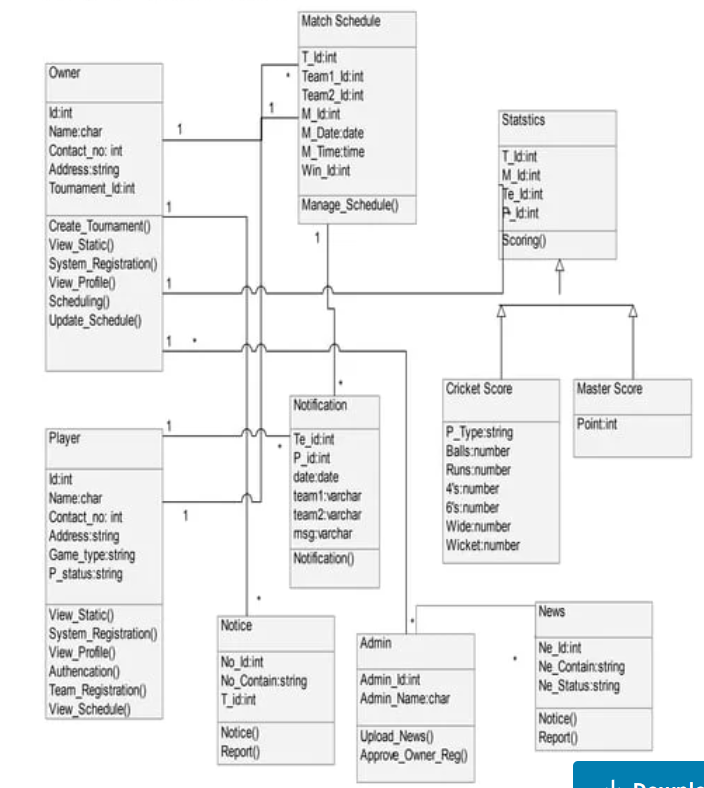 Match Schedule
T_Id:int
Team1_Id:int
Team2_Id:int
M_Id:int
M_Date:date
M_Time:time
Win_Id:int
Manage_Schedule()
Owner
Id:int
Name:char
Contact_no: int
Address:string
Tournament_Id:int
Create_Tournament()
View_Static()
System_Registration()
View_Profile()
Scheduling()
Update_Schedule()
Statstics
T_Id:int
M_Id:int
Te_Id:int
P_Id:int
Scoring()
1
*
1
1
1
1
1
*
*
Cricket Score
P_Type:string
Balls:number
Runs:number
4's:number
6's:number
Wide:number
Wicket:number
Master Score
Point:int
Notification
Te_id:int
P_id:int
date:date
team1:varchar
team2:varchar
msg:varchar
Notification()
1
*
1
Player
Id:int
Name:char
Contact_no: int
Address:string
Game_type:string
P_status:string
View_Static()
System_Registration()
View_Profile()
Authencation()
Team_Registration()
View_Schedule()
*
Notice
No_Id:int
No_Contain:string
T_id:int
Notice()
Report()
*
Admin
Admin_Id:int
Admin_Name:char
Upload_News()
Approve_Owner_Reg()
*
News
Ne_Id:int
Ne_Contain:string
Ne_Status:string
Notice()
Report()